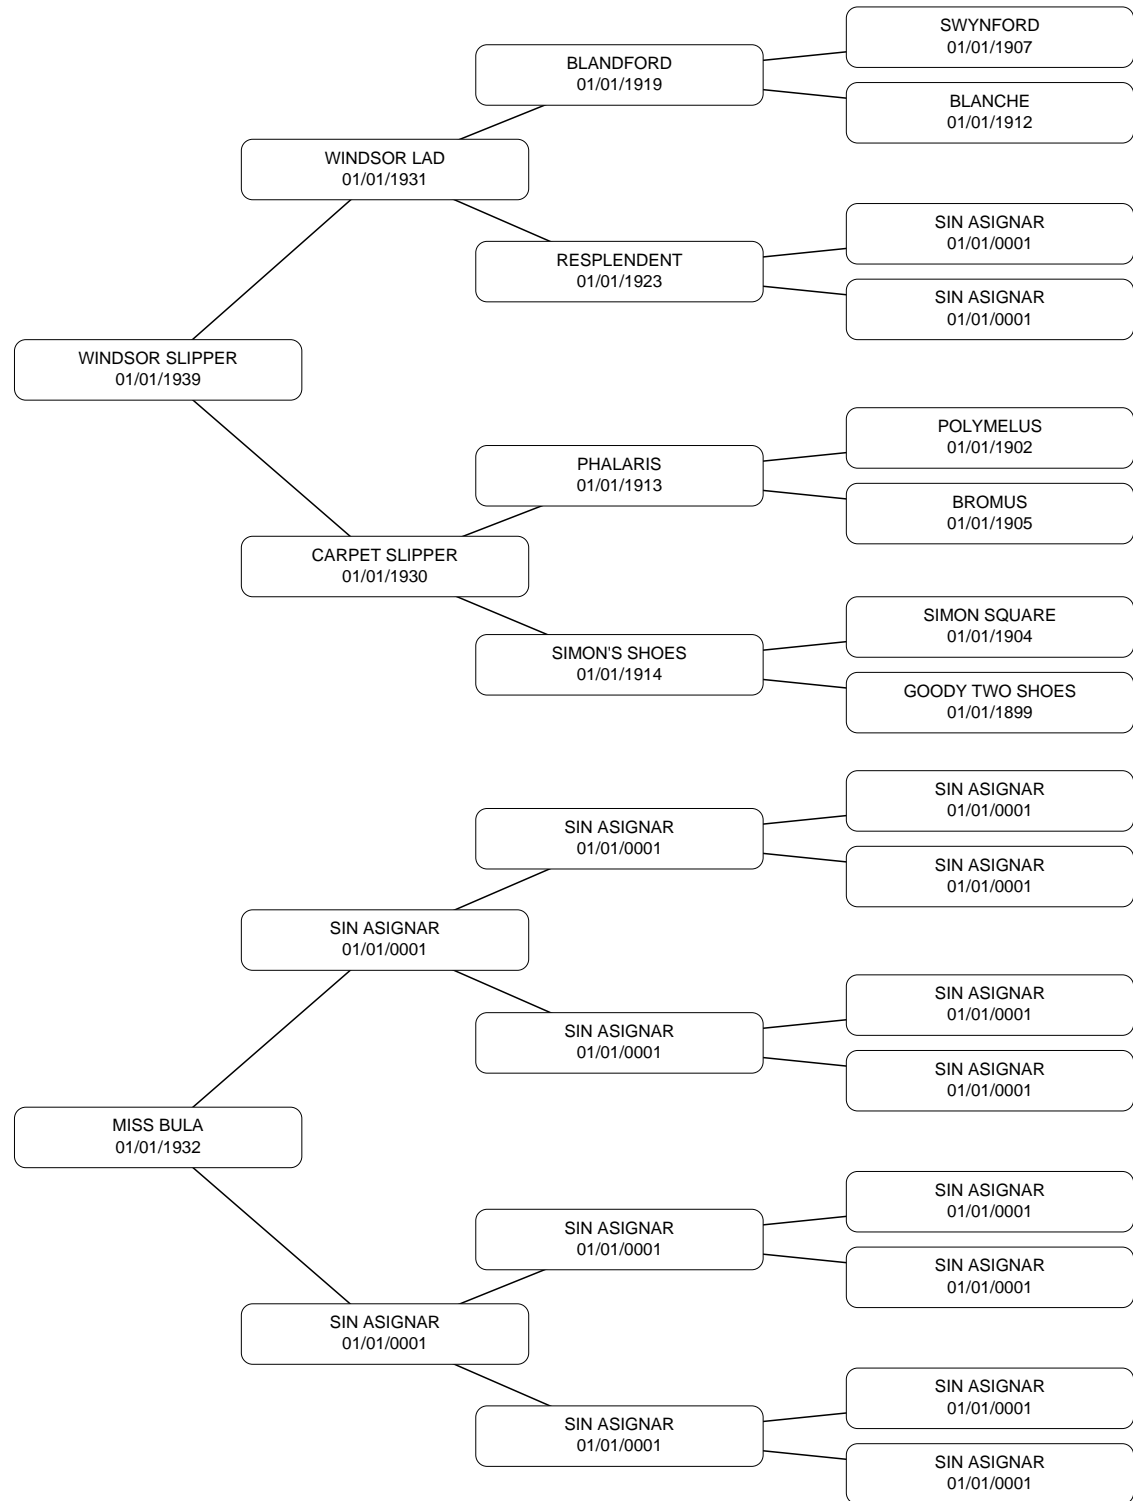 SWYNFORD
01/01/1907
BLANDFORD
01/01/1919
BLANCHE
01/01/1912
WINDSOR LAD
01/01/1931
SIN ASIGNAR
01/01/0001
RESPLENDENT
01/01/1923
SIN ASIGNAR
01/01/0001
WINDSOR SLIPPER
01/01/1939
POLYMELUS
01/01/1902
PHALARIS
01/01/1913
BROMUS
01/01/1905
CARPET SLIPPER
01/01/1930
SIMON SQUARE
01/01/1904
SIMON'S SHOES
01/01/1914
GOODY TWO SHOES
01/01/1899
SIN ASIGNAR
01/01/0001
SIN ASIGNAR
01/01/0001
SIN ASIGNAR
01/01/0001
SIN ASIGNAR
01/01/0001
SIN ASIGNAR
01/01/0001
SIN ASIGNAR
01/01/0001
SIN ASIGNAR
01/01/0001
MISS BULA
01/01/1932
SIN ASIGNAR
01/01/0001
SIN ASIGNAR
01/01/0001
SIN ASIGNAR
01/01/0001
SIN ASIGNAR
01/01/0001
SIN ASIGNAR
01/01/0001
SIN ASIGNAR
01/01/0001
SIN ASIGNAR
01/01/0001